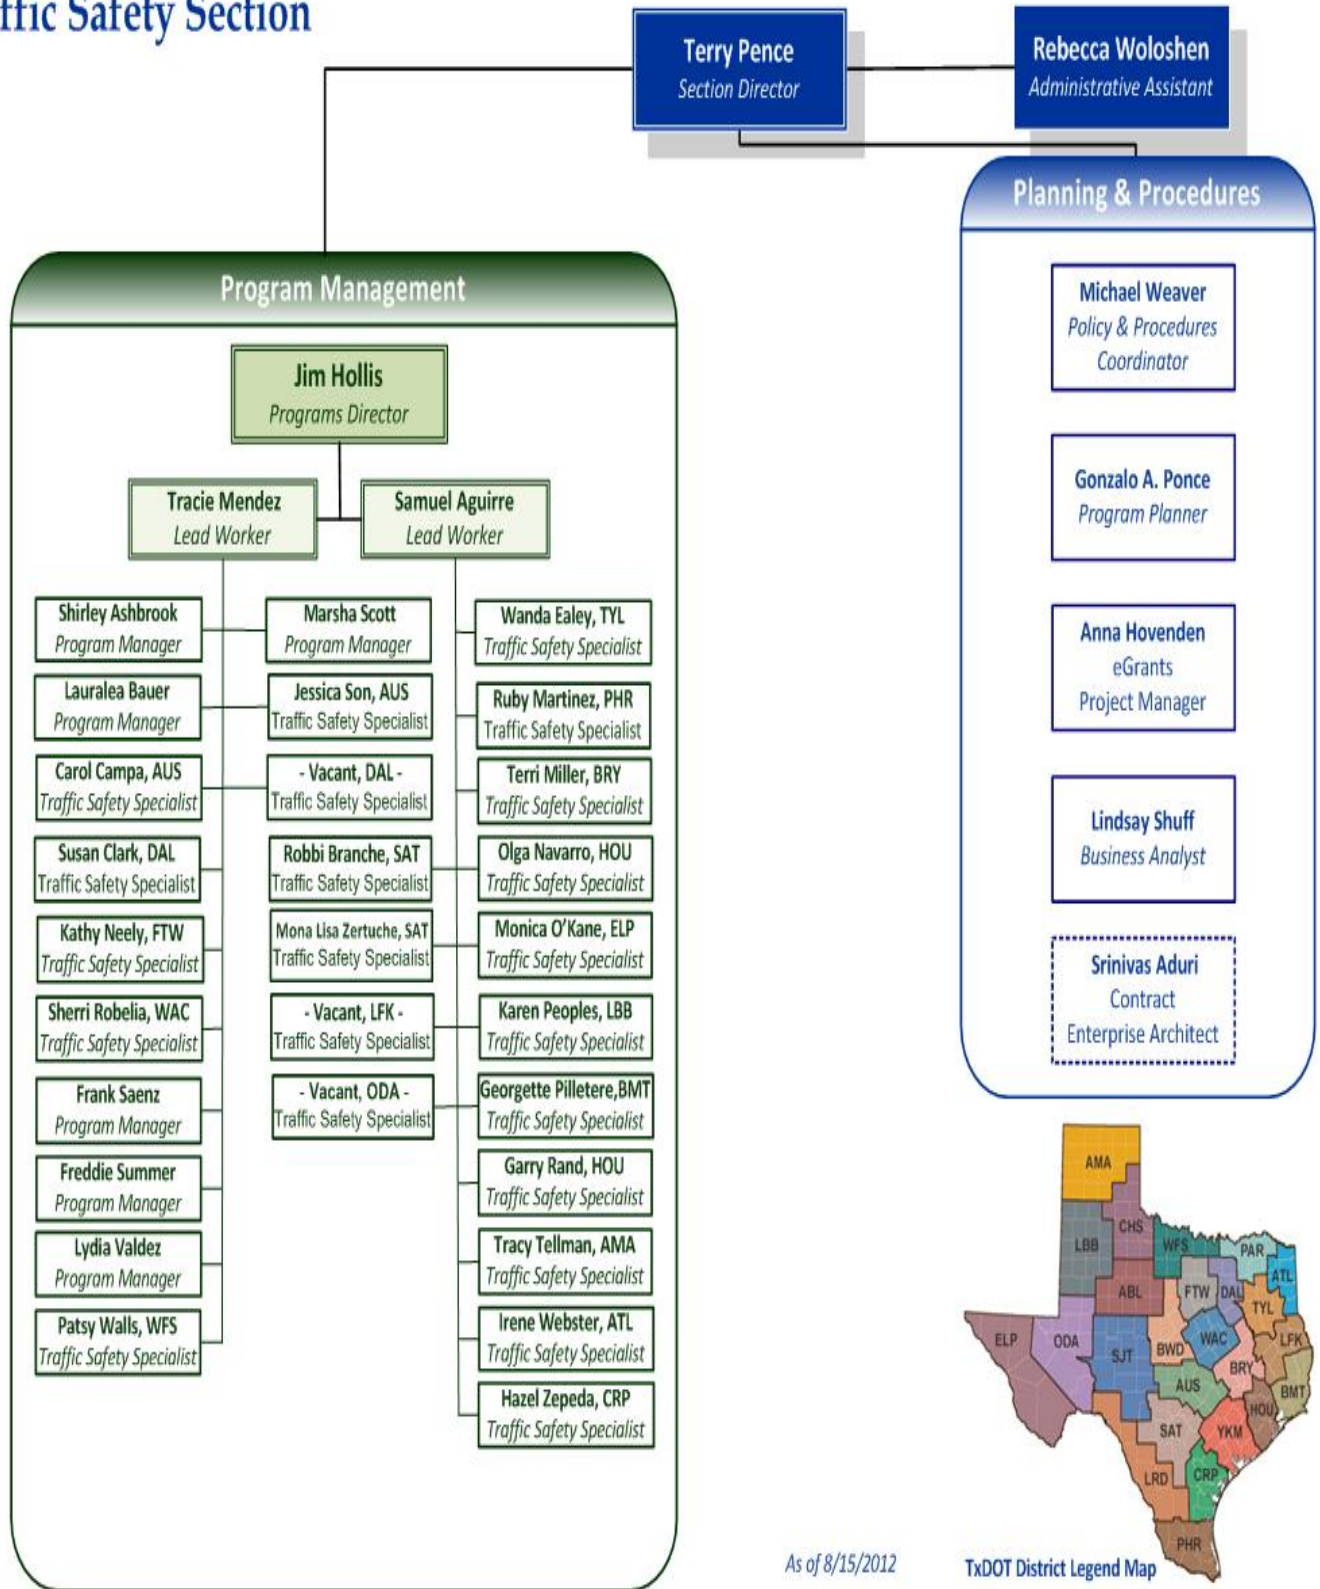 ffic Safety Section
Terry Pence
Section Director
Rebecca Woloshen
Administrative Assistant
Planning & Procedures
Michael Weaver
Policy & Procedures
Coordinator
Gonzalo A. Ponce
Program Planner
Anna Hovenden
eGrants
Project Manager
Lindsay Shuff
Business Analyst
Srinivas Aduri
Contract
Enterprise Architect
Program Management
Jim Hollis
Programs Director
Tracie Mendez
Lead Worker
Samuel Aguirre
Lead Worker
Shirley Ashbrook
Program Manager
Lauralea Bauer
Program Manager
Carol Campa, AUS
Traffic Safety Specialist
Susan Clark, DAL
Traffic Safety Specialist
Kathy Neely, FTW
Traffic Safety Specialist
Sherri Robelia, WAC
Traffic Safety Specialist
Frank Saenz
Program Manager
Freddie Summer
Program Manager
Lydia Valdez
Program Manager
Patsy Walls, WFS
Traffic Safety Specialist
Marsha Scott
Program Manager
Jessica Son, AUS
Traffic Safety Specialist
- Vacant, DAL -
Traffic Safety Specialist
Robbi Branche, SAT
Traffic Safety Specialist
Mona Lisa Zertuche, SAT
Traffic Safety Specialist
- Vacant, LFK -
Traffic Safety Specialist
- Vacant, ODA -
Traffic Safety Specialist
Wanda Ealey, TYL
Traffic Safety Specialist
Ruby Martinez, PHR
Traffic Safety Specialist
Terri Miller, BRY
Traffic Safety Specialist
Olga Navarro, HOU
Traffic Safety Specialist
Monica O'Kane, ELP
Traffic Safety Specialist
Karen Peoples, LBB
Traffic Safety Specialist
Georgette Pilletere,BMT
Traffic Safety Specialist
Garry Rand, HOU
Traffic Safety Specialist
Tracy Tellman, AMA
Traffic Safety Specialist
Irene Webster, ATL
Traffic Safety Specialist
Hazel Zepeda, CRP
Traffic Safety Specialist
AMA
CHS
LBB
WFS
PAR
ATL
ABL
FTW
DAL
TYL
ELP
ODA
SJT
BWD
WAC
LFK
BRY
AUS
BMT
HOU
SAT
YKM
LRD
CRP
PHR
As of 8/15/2012
TxDOT District Legend Map